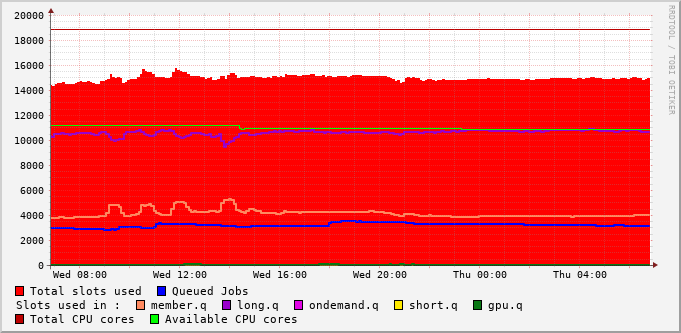 20000
18000
16000
14000
12000
10000
8000
6000
4000
2000
0
Wed 08:00 Wed 12:00 Wed 16:00 Wed 20:00 Thu 00:00 Thu 04:00
Total slots used Queued Jobs
Slots used in : member.q long.q ondemand.q short.q gpu.q
Total CPU cores Available CPU cores
RRDTOOL / TOBI OETIKER